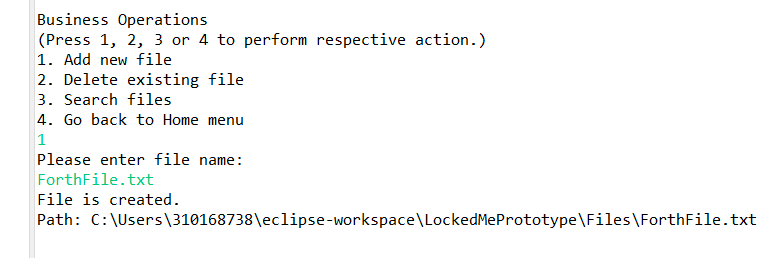 Business Operations
(Press 1, 2, 3 or 4 to perform respective action.)
1. Add new file
2. Delete existing file
3. Search files
4. Go back to Home menu
1
Please enter file name:
ForthFile.txt
File is created.
Path: C:\Users\310168738\eclipse-workspace\LockedMePrototype\Files\ForthFile.txt